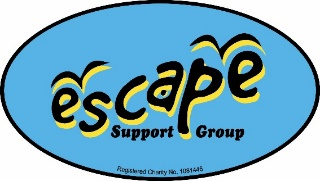 escape
Support Group
Registered Charity No. 1081445